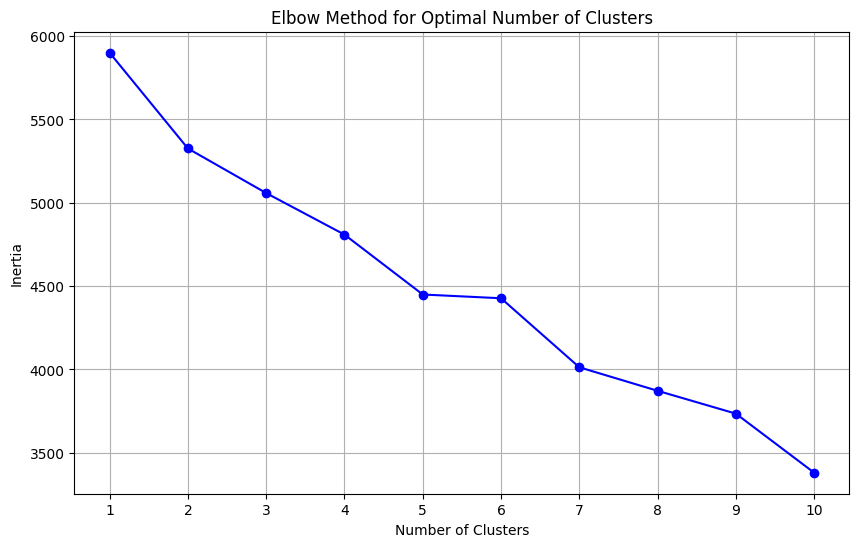 Elbow Method for Optimal Number of Clusters
6000
5500
5000
4500
4000
3500
Inertia
1 2 3 4 5 6 7 8 9 10
Number of Clusters